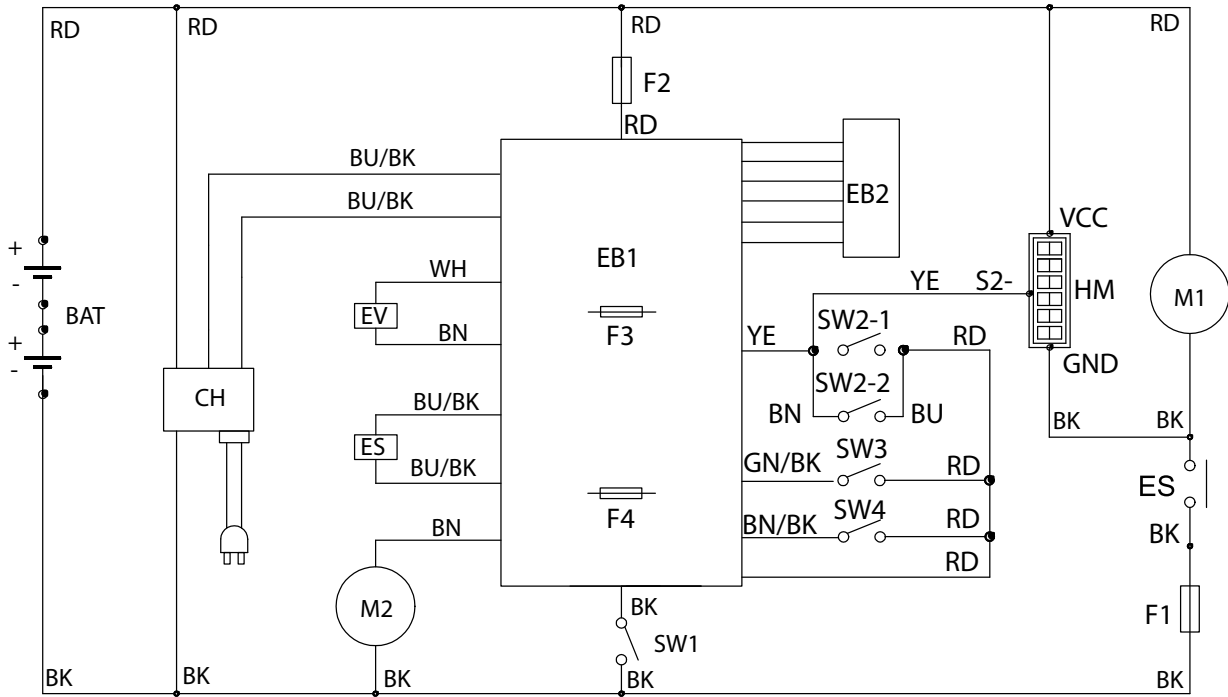 RD
RD
RD
RD
F2
RD
BU/BK
BU/BK
EB2
VCC
+
-
BAT
+
-
EB1
WH
EV
BN
F3
YE
S2-
HM
M1
YE
SW2-1
RD
GND
SW2-2
BN
BU
BK
BK
CH
BU/BK
ES
BU/BK
GN/BK
SW3
RD
ES
F4
BN/BK
SW4
RD
BK
BN
RD
M2
BK
SW1
F1
BK
BK
BK
BK
BK